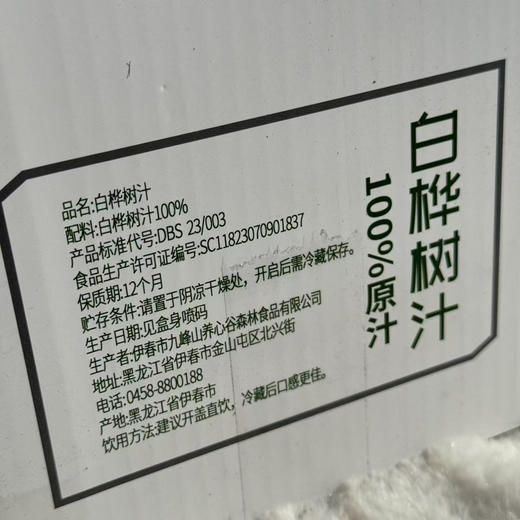 白桦树汁
100%原汁
品名:白桦树汁
配料:白桦树汁100%
产品标准代号:DBS 23/003
食品生产许可证编号:SC11823070901837
保质期:12个月
贮存条件:请置于阴凉干燥处，开启后需冷藏保存。
生产日期:见盒身喷码
生产者:伊春市九峰山养心谷森林食品有限公司
地址:黑龙江省伊春市金山屯区北兴街
电话:0458-8800188
产地:黑龙江省伊春市
饮用方法:建议开盖直饮，冷藏后口感更佳。